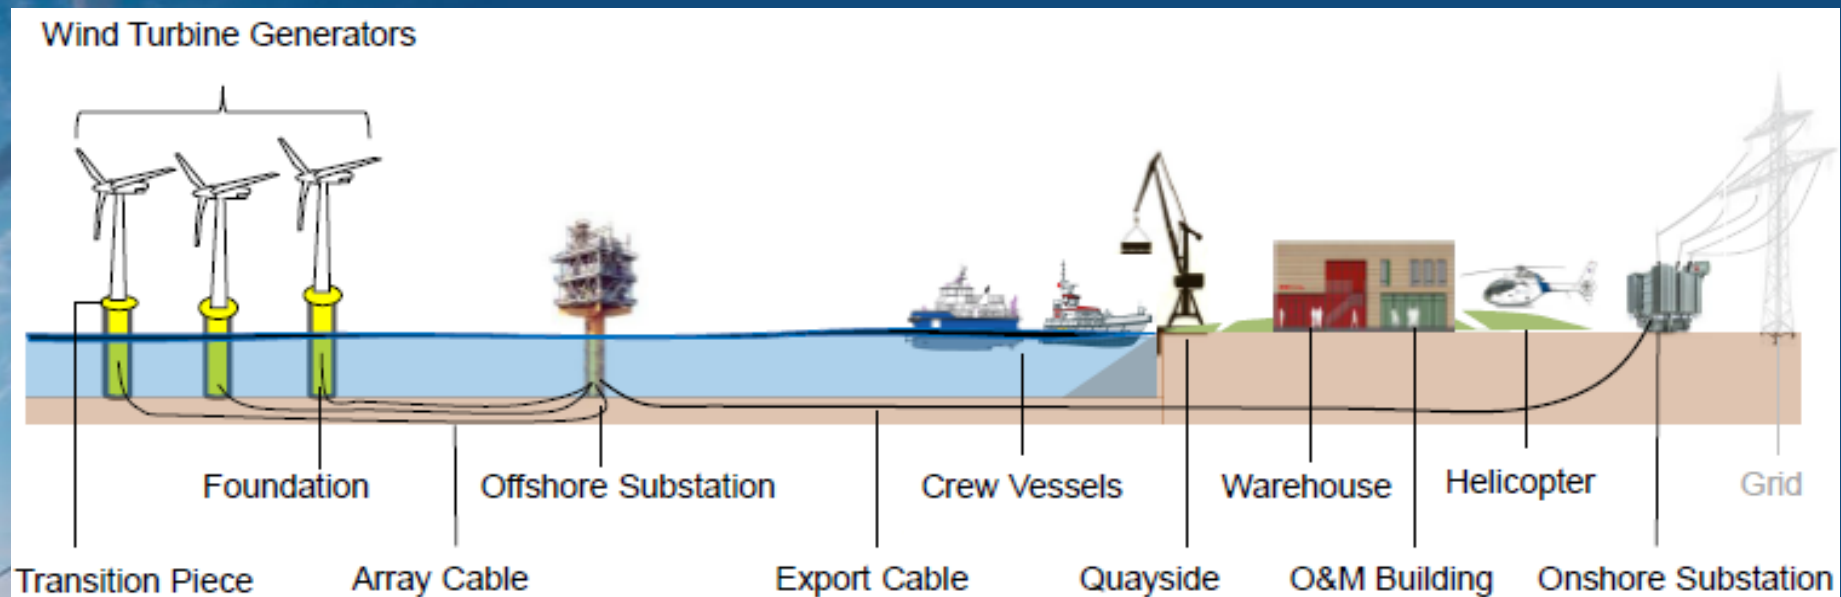 Wind Turbine Generators
Foundation
Offshore Substation
Crew Vessels
Warehouse
Helicopter
Grid
Transition Piece
Array Cable
Export Cable
Quayside
O&M Building
Onshore Substation